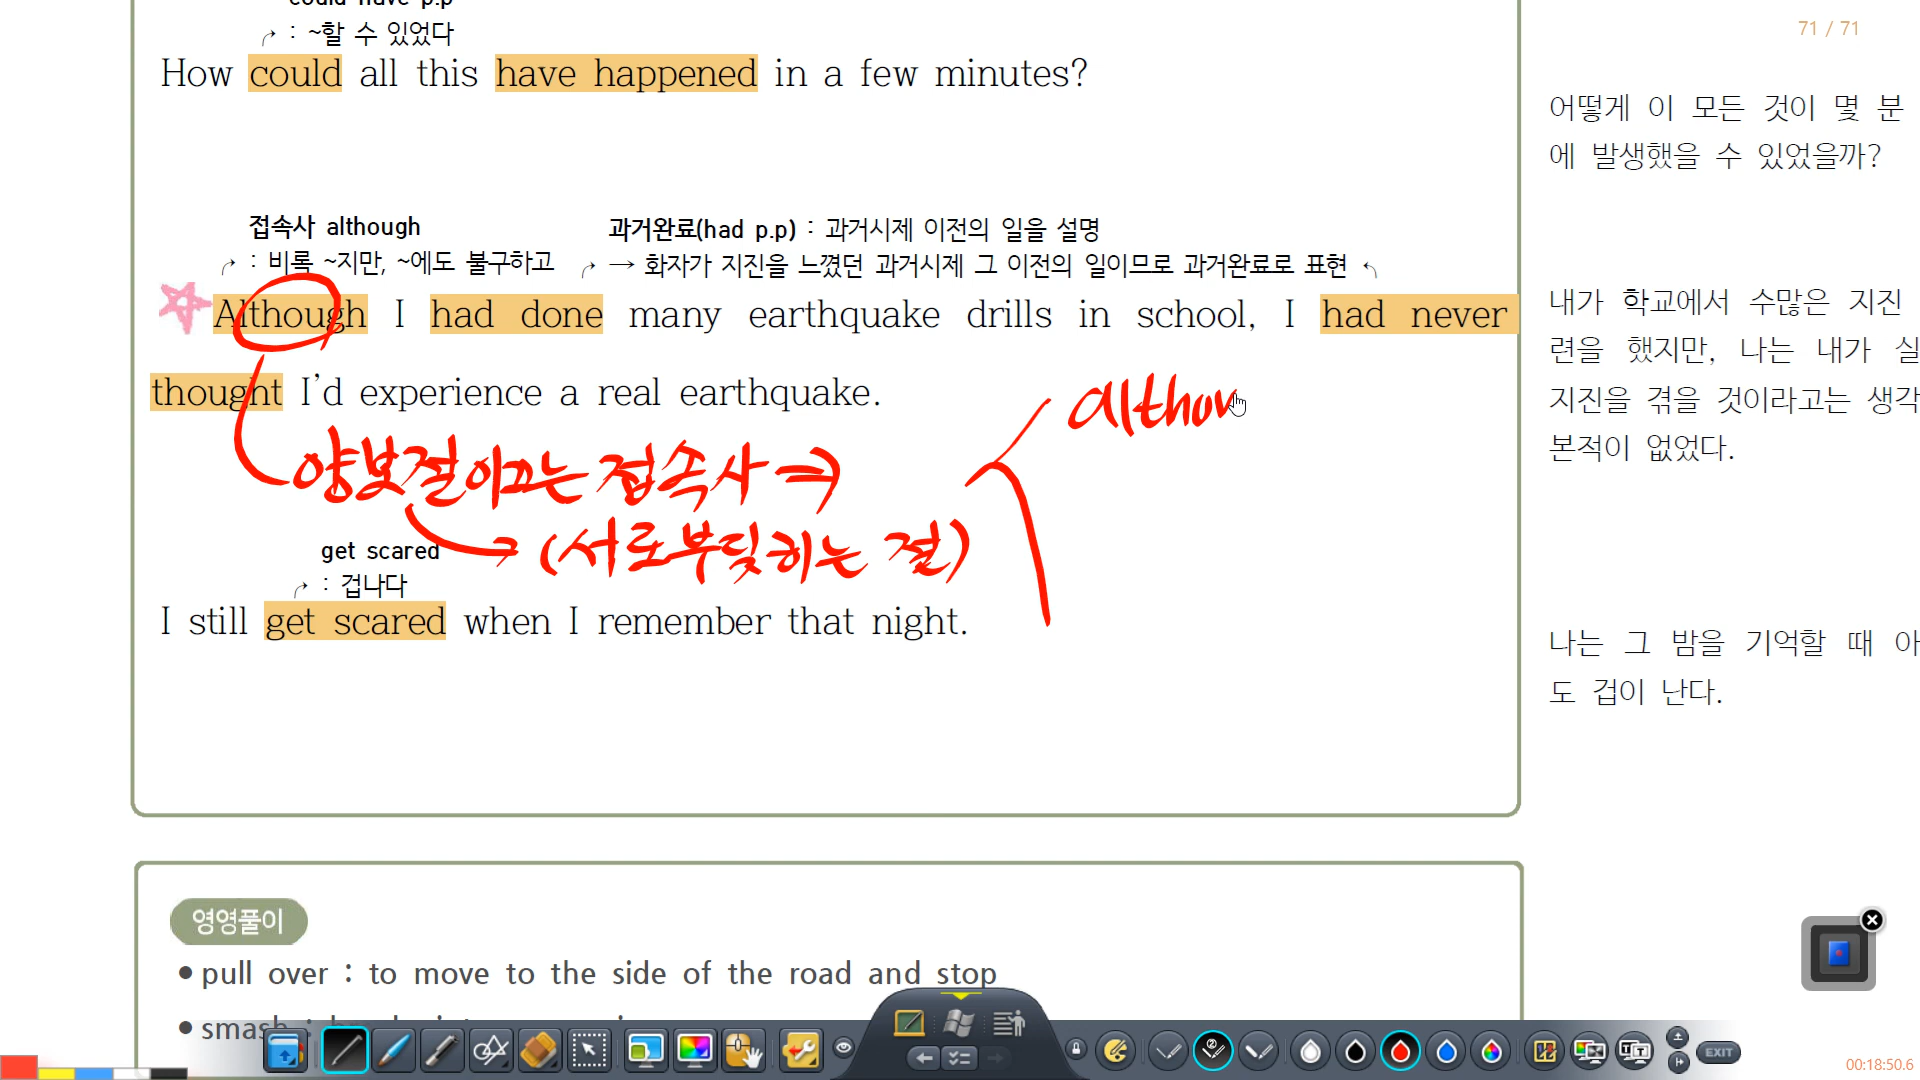 could have p.p
71 / 71
: ~할 수 있었다
How could all this have happened in a few minutes?
어떻게 이 모든 것이 몇 분
에 발생했을 수 있었을까?
접속사 although
과거완료(had p.p) : 과거시제 이전의 일을 설명
: 비록 ~지만, ~에도 불구하고
→ 화자가 지진을 느꼈던 과거시제 그 이전의 일이므로 과거완료로 표현
Although I had done many earthquake drills in school, I had never
thought I'd experience a real earthquake.
내가 학교에서 수많은 지진
련을 했지만, 나는 내가 실
지진을 겪을 것이라고는 생각
본적이 없었다.
althou
양보절 이끄는 접속사 ⇒
→ (서로 부딪히는 절)
get scared
: 겁나다
I still get scared when I remember that night.
나는 그 밤을 기억할 때 아
도 겁이 난다.
영영풀이
• pull over : to move to the side of the road and stop
• smash :
EXIT
00:18:50.6